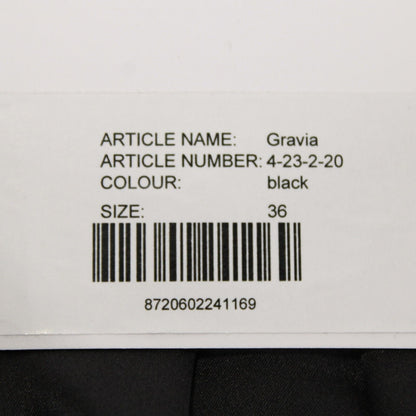 ARTICLE NAME: Gravia
ARTICLE NUMBER: 4-23-2-20
COLOUR: black
SIZE: 36
8720602241169